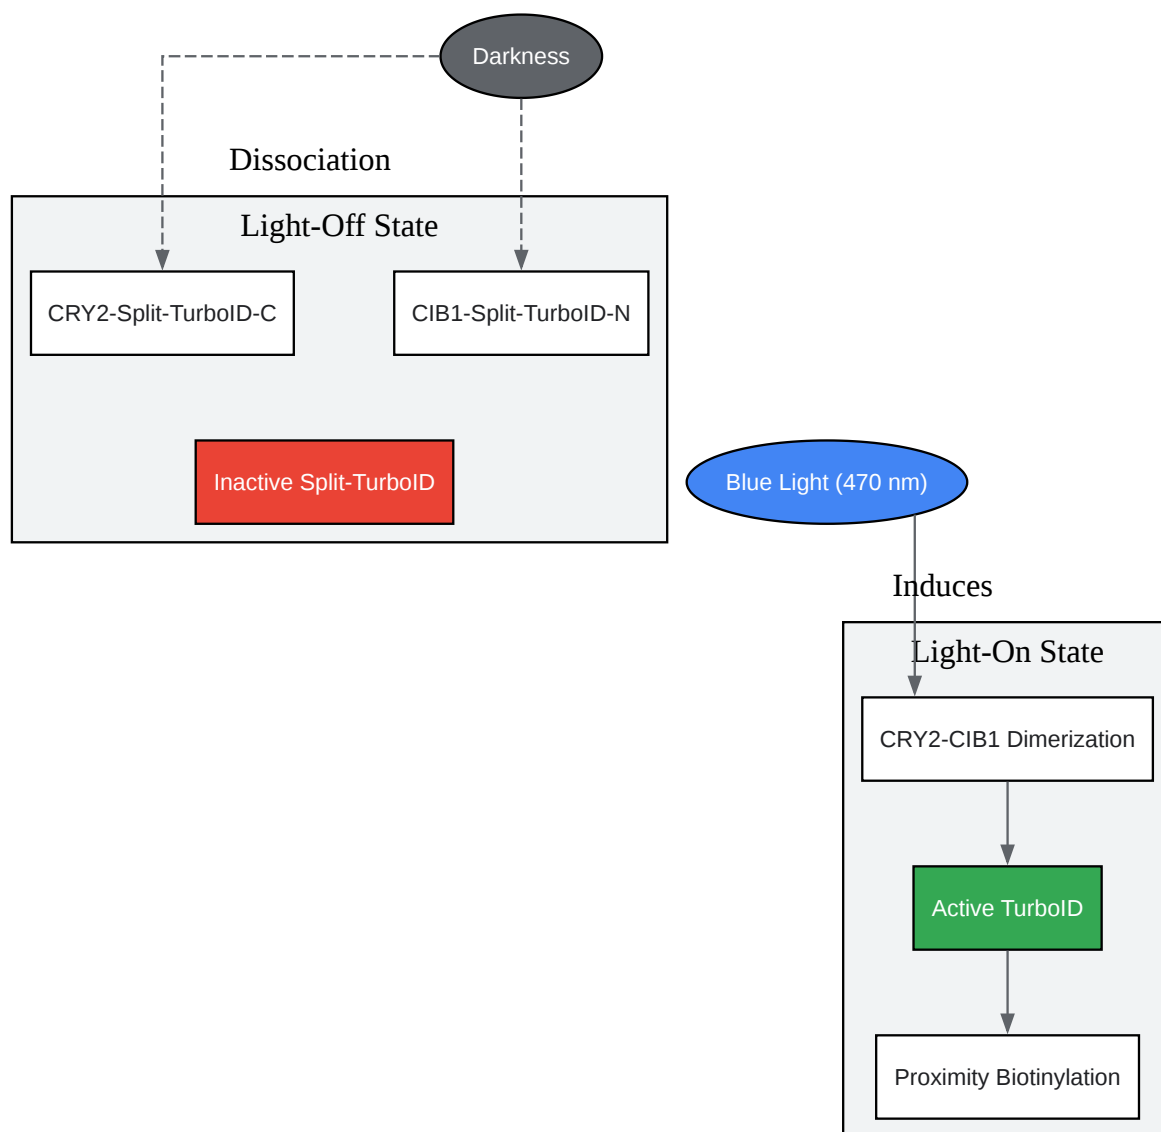 Darkness
Dissociation
Light-Off State
CRY2-Split-TurboID-C
CIB1-Split-TurboID-N
Inactive Split-TurboID
Blue Light (470 nm)
Induces
Light-On State
CRY2-CIB1 Dimerization
Active TurboID
Proximity Biotinylation